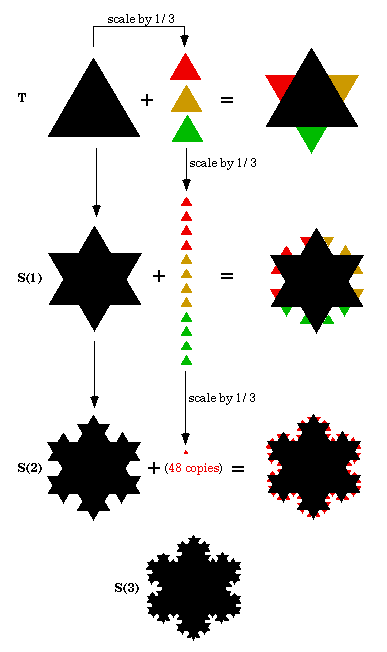 scale by 1/3
T + =
scale by 1/3
S(1) + =
scale by 1/3
S(2) + (48 copies) =
S(3)